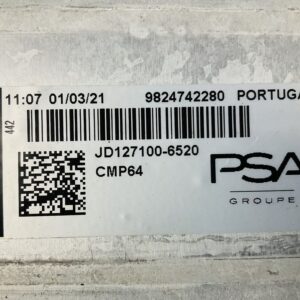 11:07 01/03/21 9824742280 PORTUGA
442
JD127100-6520
CMP64
PSA
GROUPE